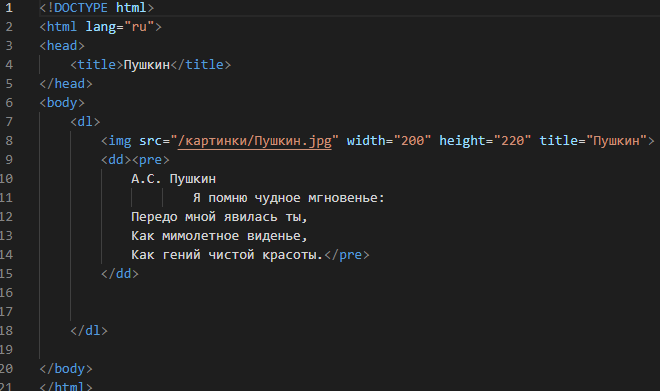 1 <!DOCTYPE html>
2 <html lang="ru">
3 <head>
4     <title>Пушкин</title>
5 </head>
6 <body>
7     <dl>
8         <img src="/картинки/Пушкин.jpg" width="200" height="220" title="Пушкин">
9         <dd><pre>
10             А.С. Пушкин
11                     Я помню чудное мгновенье:
12             Передо мной явилась ты,
13             Как мимолетное виденье,
14             Как гений чистой красоты.</pre>
15         </dd>
16
17
18     </dl>
19
20 </body>
21 </html>